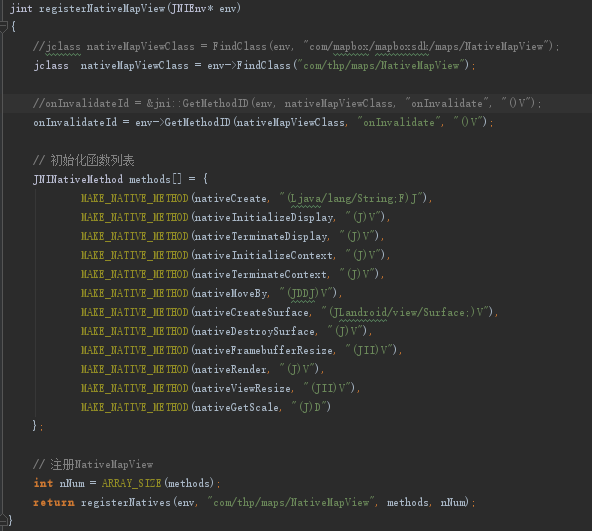 jint registerNativeMapView(JNIEnv* env)
{
//jclass nativeMapViewClass = FindClass(env, "com/mapbox/mapboxsdk/maps/NativeMapView");
jclass  nativeMapViewClass = env->FindClass("com/thp/maps/NativeMapView");
//onInvalidateId = &jni::GetMethodID(env, nativeMapViewClass, "onInvalidate", "()V");
onInvalidateId = env->GetMethodID(nativeMapViewClass, "onInvalidate", "()V");
// 初始化函数列表
JNINativeMethod methods[] = {
MAKE_NATIVE_METHOD(nativeCreate, "(Ljava/lang/String;F)J"),
MAKE_NATIVE_METHOD(nativeInitializeDisplay, "(J)V"),
MAKE_NATIVE_METHOD(nativeTerminateDisplay, "(J)V"),
MAKE_NATIVE_METHOD(nativeInitializeContext, "(J)V"),
MAKE_NATIVE_METHOD(nativeTerminateContext, "(J)V"),
MAKE_NATIVE_METHOD(nativeMoveBy, "(JDDJ)V"),
MAKE_NATIVE_METHOD(nativeCreateSurface, "(JLandroid/view/Surface;)V"),
MAKE_NATIVE_METHOD(nativeDestroySurface, "(J)V"),
MAKE_NATIVE_METHOD(nativeFramebufferResize, "(JII)V"),
MAKE_NATIVE_METHOD(nativeRender, "(J)V"),
MAKE_NATIVE_METHOD(nativeViewResize, "(JII)V"),
MAKE_NATIVE_METHOD(nativeGetScale, "(J)D")
};
// 注册NativeMapView
int nNum = ARRAY_SIZE(methods);
return registerNatives(env, "com/thp/maps/NativeMapView", methods, nNum);
}